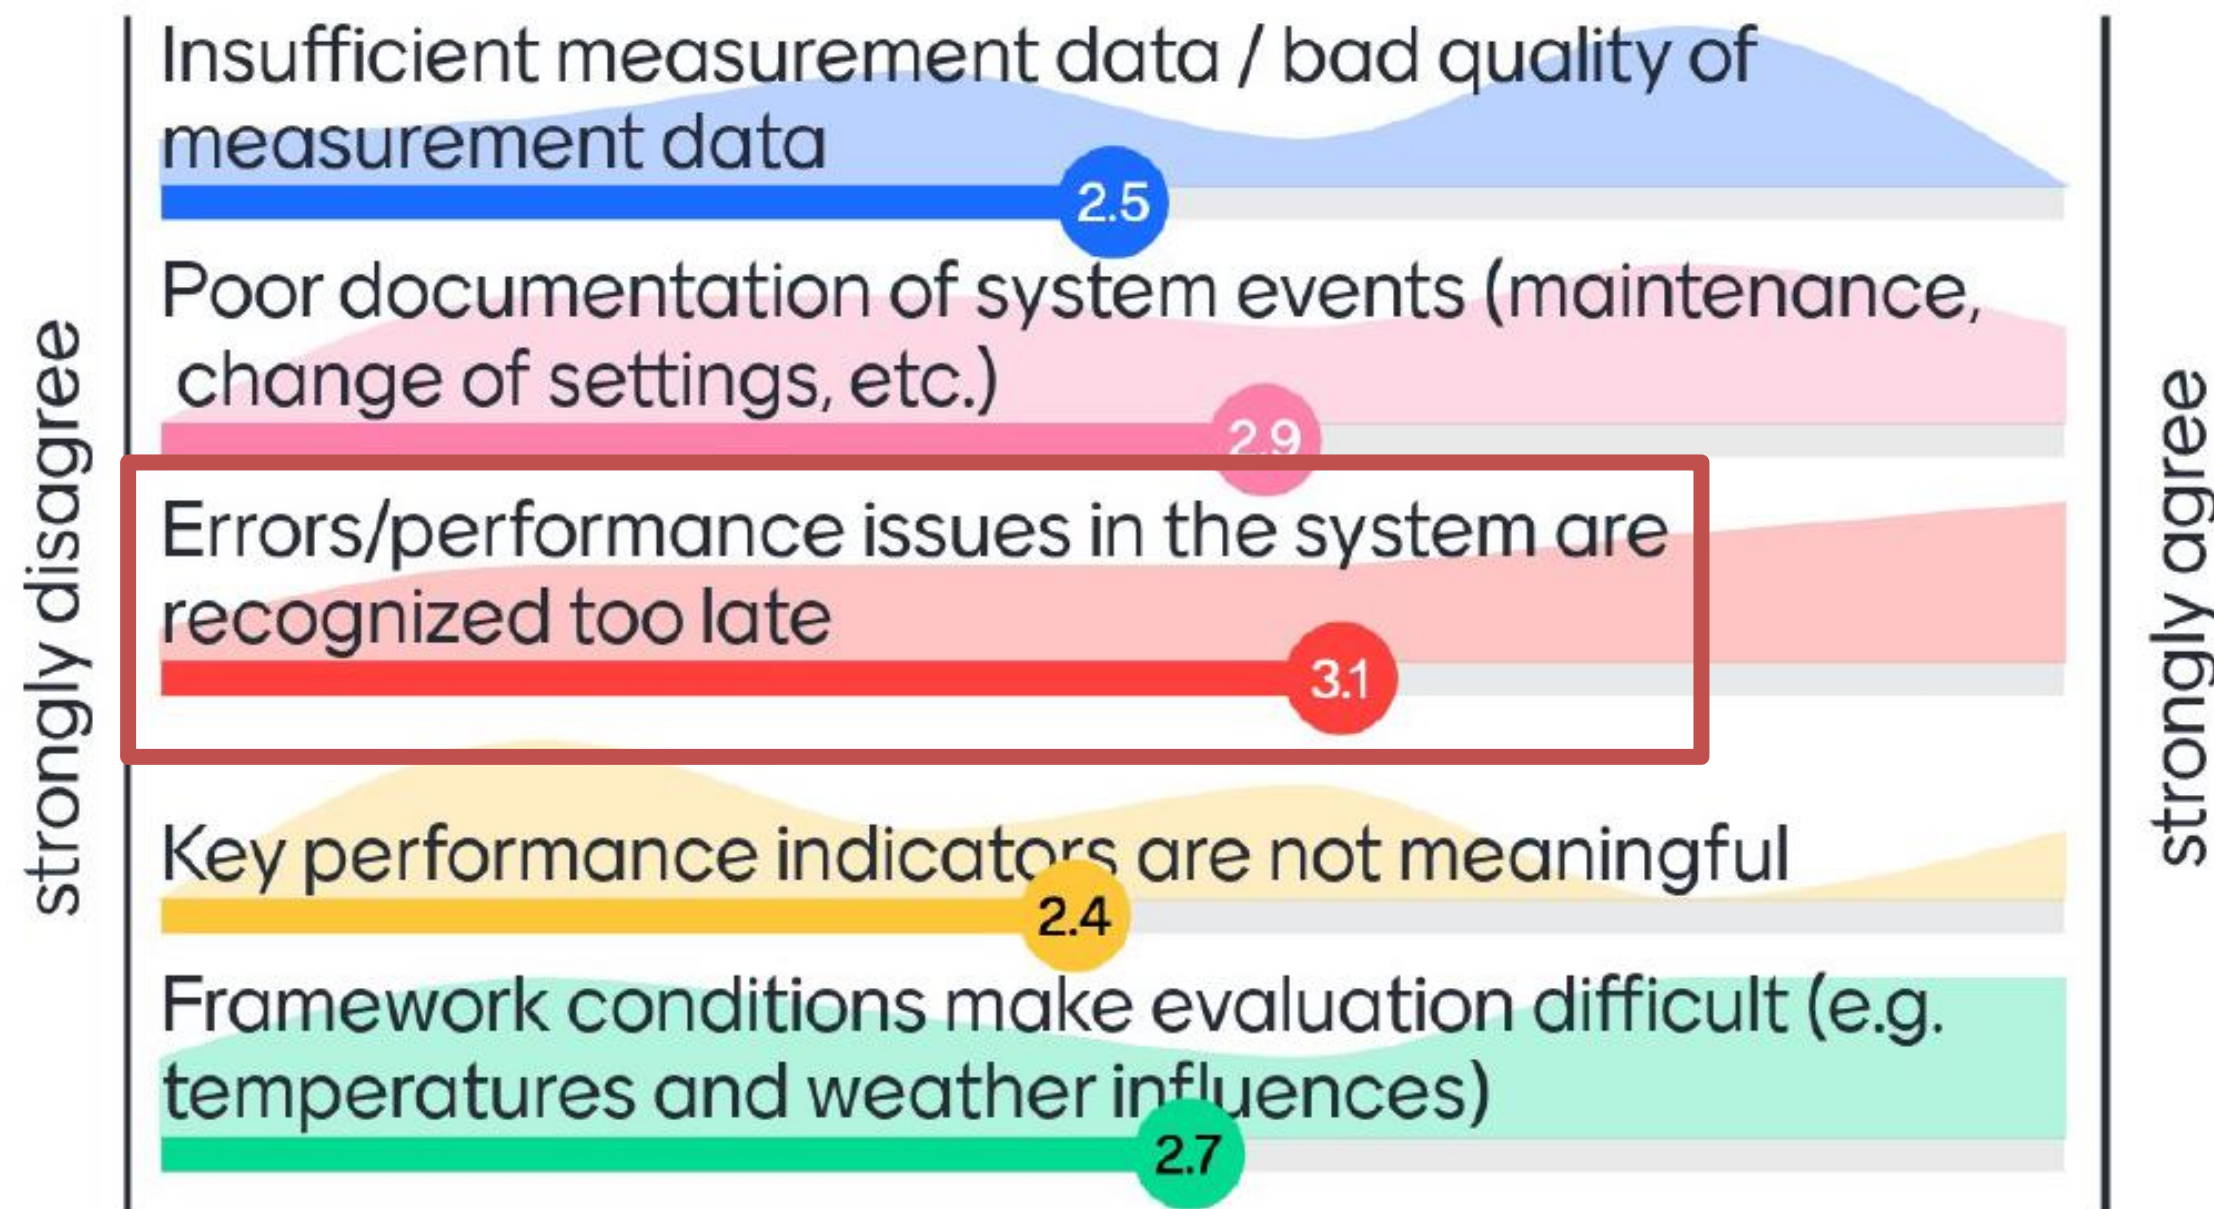 strongly disagree
Insufficient measurement data / bad quality of
measurement data
2.5
Poor documentation of system events (maintenance,
change of settings, etc.)
2.9
Errors/performance issues in the system are
recognized too late
3.1
Key performance indicators are not meaningful
2.4
Framework conditions make evaluation difficult (e.g.
temperatures and weather influences)
2.7
strongly agree